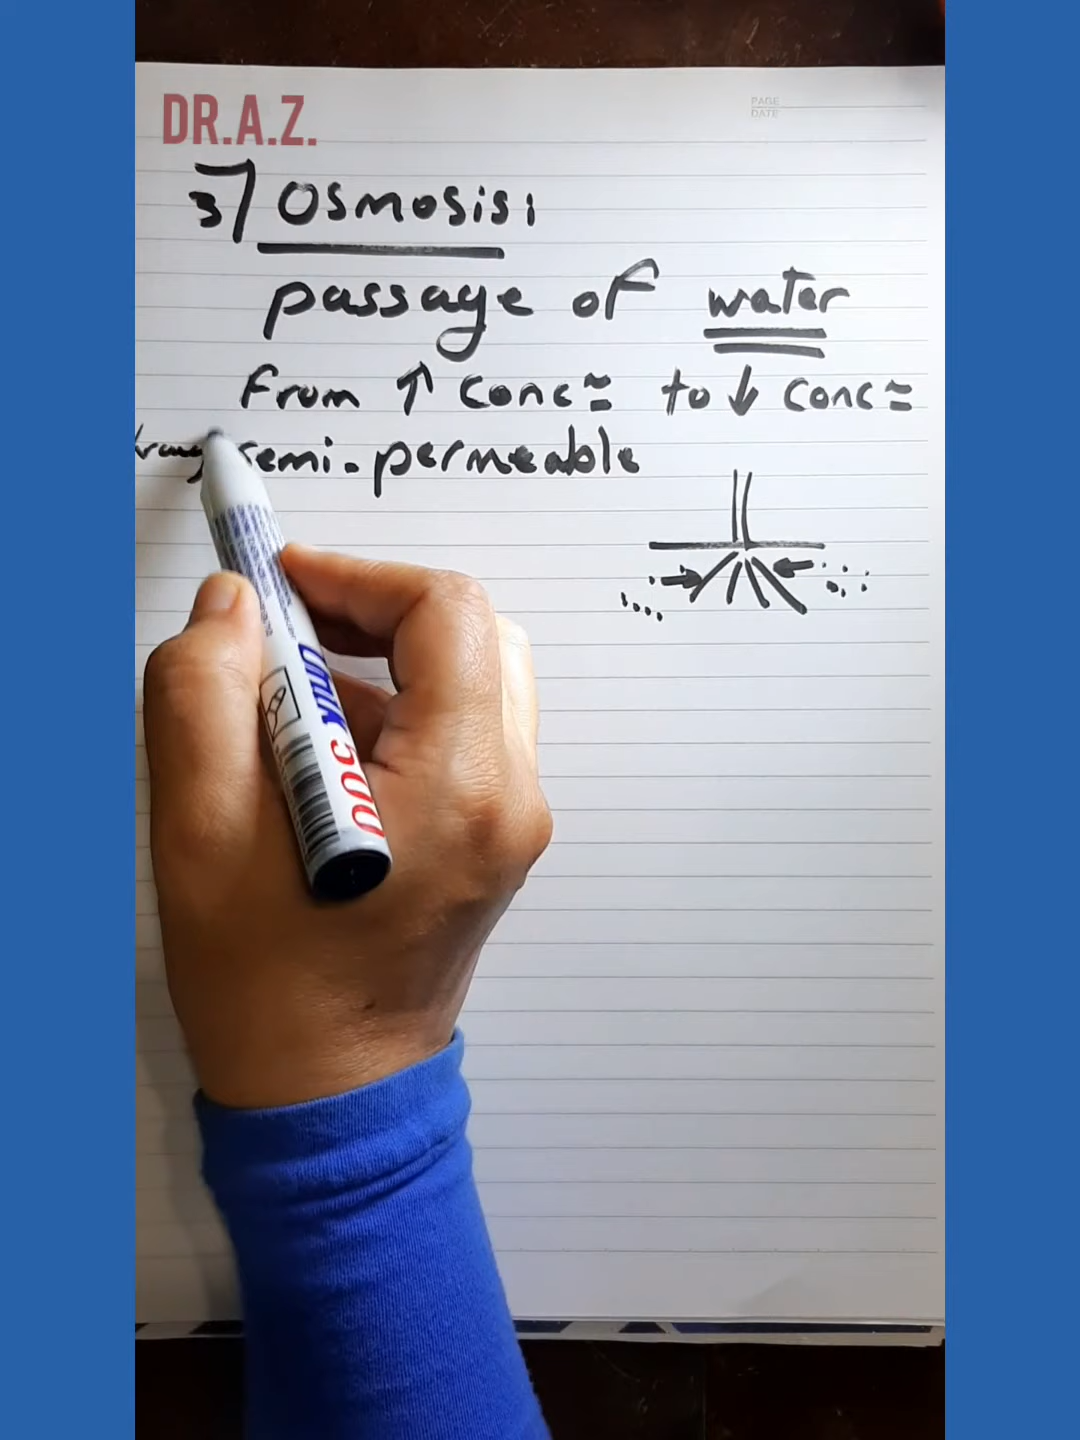 DR.A.Z.
PAGE
DATE
3) Osmosis:
passage of water
From ↑ Conc≃ to ↓ Conc≃
semi-permeable
UNIK 500